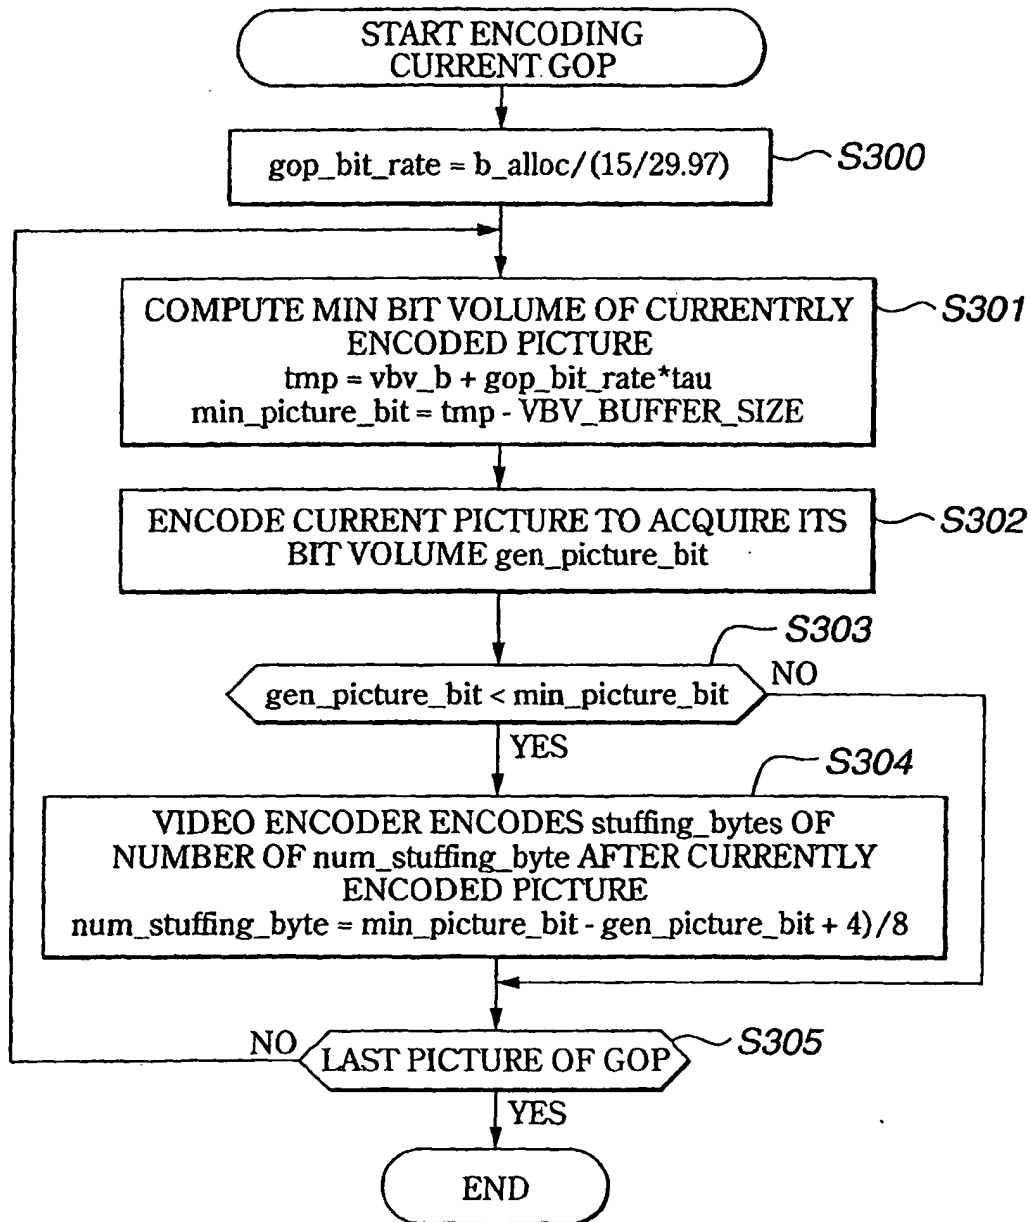 START ENCODING
CURRENT GOP
gop_bit_rate = b_alloc/(15/29.97)
S300
COMPUTE MIN BIT VOLUME OF CURRENTRLY
ENCODED PICTURE
tmp = vbv_b + gop_bit_rate*tau
min_picture_bit = tmp - VBV_BUFFER_SIZE
S301
ENCODE CURRENT PICTURE TO ACQUIRE ITS
BIT VOLUME gen_picture_bit
S302
S303
gen_picture_bit < min_picture_bit
NO
YES
S304
VIDEO ENCODER ENCODES stuffing_bytes OF
NUMBER OF num_stuffing_byte AFTER CURRENTLY
ENCODED PICTURE
num_stuffing_byte = min_picture_bit - gen_picture_bit + 4)/8
NO
LAST PICTURE OF GOP
S305
YES
END